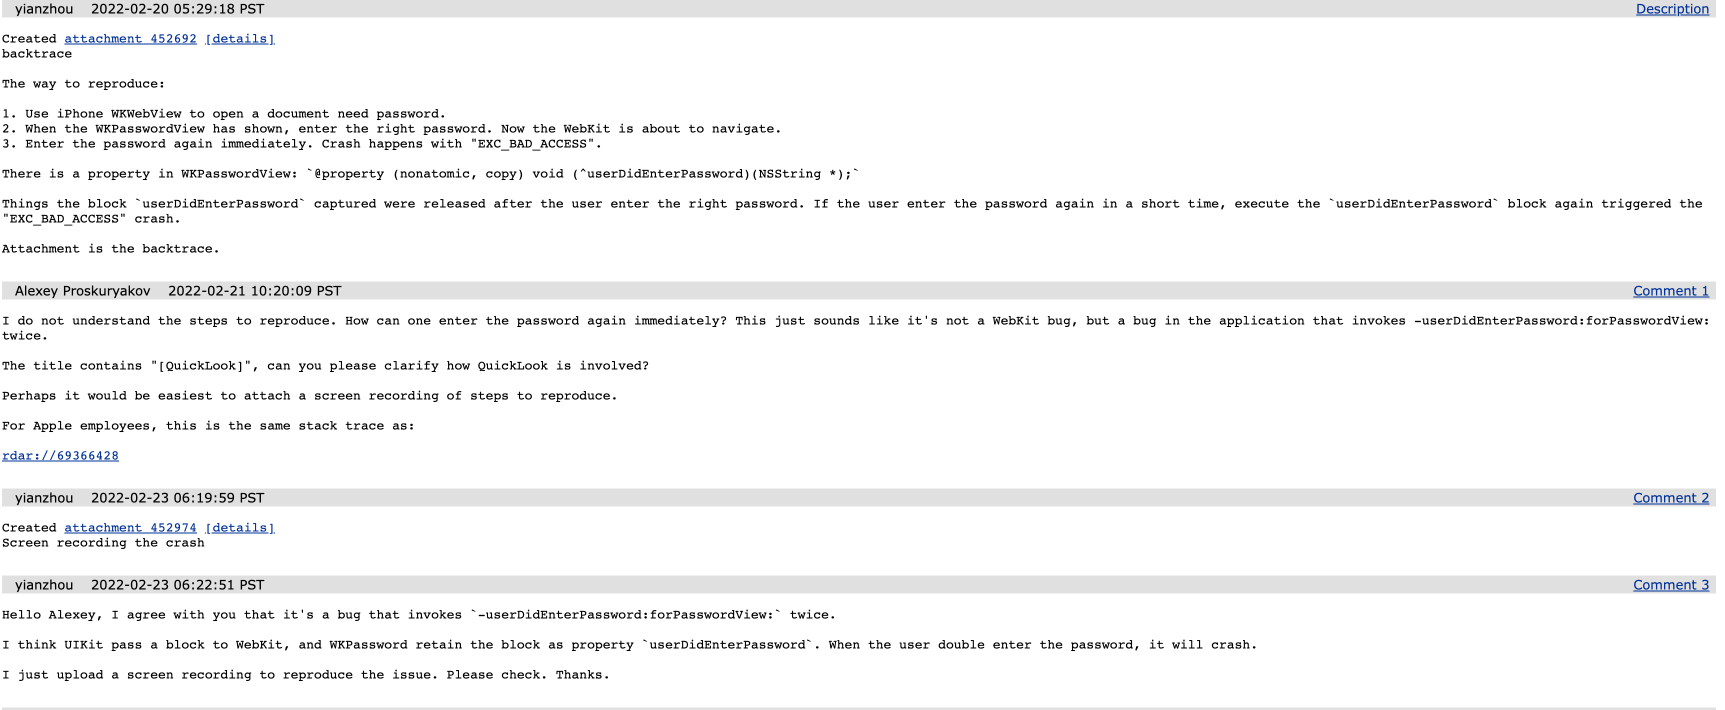 yianzhou 2022-02-20 05:29:18 PST Description
Created attachment 452692 [details]
backtrace
The way to reproduce:
1. Use iPhone WKWebView to open a document need password.
2. When the WKPasswordView has shown, enter the right password. Now the WebKit is about to navigate.
3. Enter the password again immediately. Crash happens with "EXC_BAD_ACCESS".
There is a property in WKPasswordView: `@property (nonatomic, copy) void (^userDidEnterPassword)(NSString *);`
Things the block `userDidEnterPassword` captured were released after the user enter the right password. If the user enter the password again in a short time, execute the `userDidEnterPassword` block again triggered the
"EXC_BAD_ACCESS" crash.
Attachment is the backtrace.
Alexey Proskuryakov 2022-02-21 10:20:09 PST Comment 1
I do not understand the steps to reproduce. How can one enter the password again immediately? This just sounds like it's not a WebKit bug, but a bug in the application that invokes -userDidEnterPassword:forPasswordView:
twice.
The title contains "[QuickLook]", can you please clarify how QuickLook is involved?
Perhaps it would be easiest to attach a screen recording of steps to reproduce.
For Apple employees, this is the same stack trace as:
rdar://69366428
yianzhou 2022-02-23 06:19:59 PST Comment 2
Created attachment 452974 [details]
Screen recording the crash
yianzhou 2022-02-23 06:22:51 PST Comment 3
Hello Alexey, I agree with you that it's a bug that invokes `-userDidEnterPassword:forPasswordView:` twice.
I think UIKit pass a block to WebKit, and WKPassword retain the block as property `userDidEnterPassword`. When the user double enter the password, it will crash.
I just upload a screen recording to reproduce the issue. Please check. Thanks.